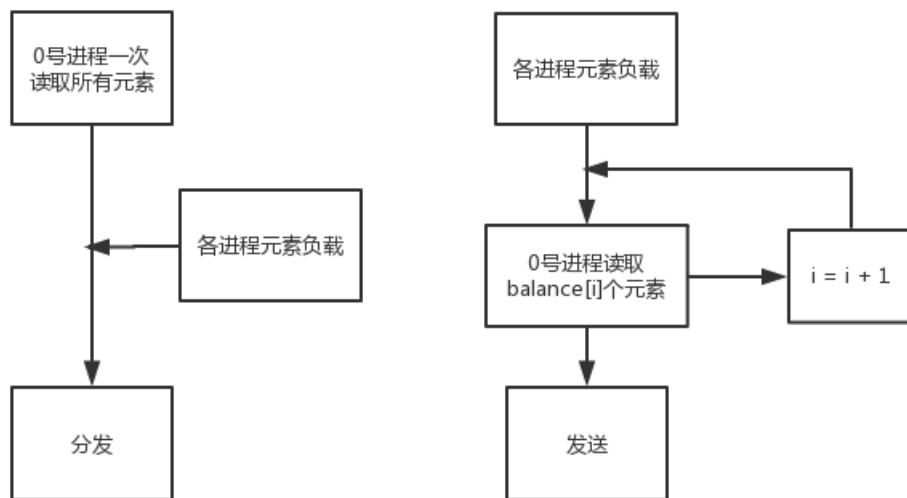 0号进程一次
读取所有元素
各进程元素负载
分发
各进程元素负载
0号进程读取
balance[i]个元素
i = i + 1
发送